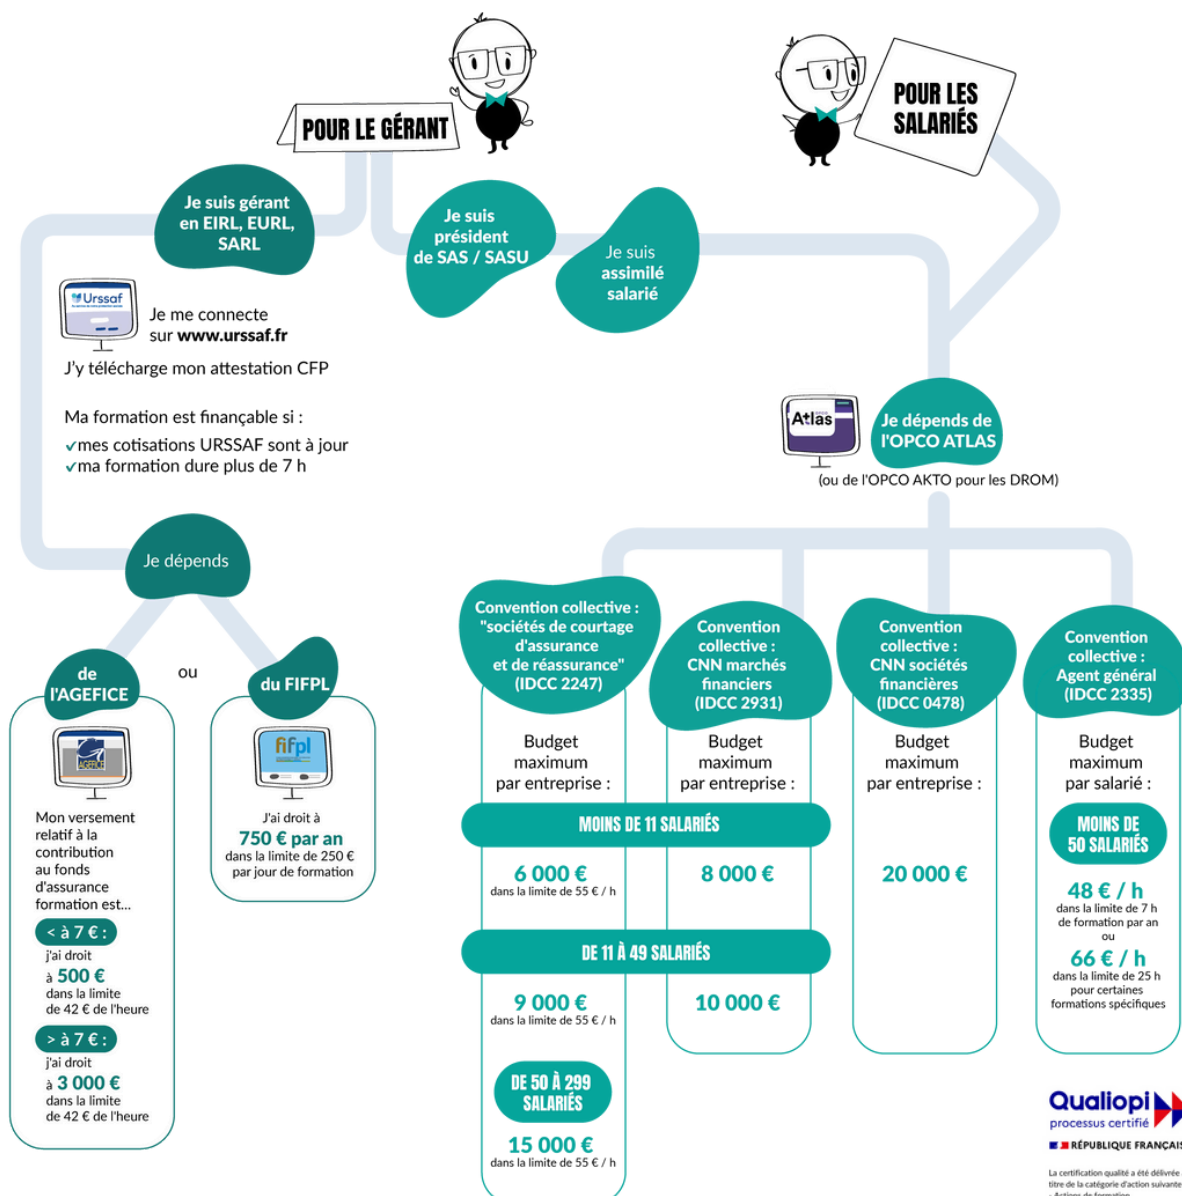 POUR LE GÉRANT
POUR LES
SALARIÉS
Je suis gérant
en EIRL, EURL,
SARL
Je suis
président
de SAS / SASU
Je suis
assimilé
salarié
Urssaf
Je me connecte
sur www.urssaf.fr
J'y télécharge mon attestation CFP
Ma formation est finançable si :
✓mes cotisations URSSAF sont à jour
✓ma formation dure plus de 7 h
Atlas
Je dépends de
l'OPCO ATLAS
(ou de l'OPCO AKTO pour les DROM)
Je dépends
de
l'AGEFICE
ou
du FIFPL
AGEFICE
Mon versement
relatif à la
contribution
au fonds
d'assurance
formation est...
< à 7 € :
j'ai droit
à 500 €
dans la limite
de 42 € de l'heure
> à 7 € :
j'ai droit
à 3 000 €
dans la limite
de 42 € de l'heure
fifpl
J'ai droit à
750 € par an
dans la limite de 250 €
par jour de formation
Convention collective :
"sociétés de courtage
d'assurance
et de réassurance"
(IDCC 2247)
Convention
collective :
CNN marchés
financiers
(IDCC 2931)
Convention
collective :
CNN sociétés
financières
(IDCC 0478)
Convention
collective :
Agent général
(IDCC 2335)
Budget
maximum
par entreprise :
Budget
maximum
par entreprise :
Budget
maximum
par entreprise :
Budget
maximum
par salarié :
MOINS DE 11 SALARIÉS
6 000 €
dans la limite de 55 € / h
8 000 €
20 000 €
MOINS DE
50 SALARIÉS
48 € / h
dans la limite de 7 h
de formation par an
ou
66 € / h
dans la limite de 25 h
pour certaines
formations spécifiques
DE 11 À 49 SALARIÉS
9 000 €
dans la limite de 55 € / h
10 000 €
DE 50 À 299
SALARIÉS
15 000 €
dans la limite de 55 € / h
Qualiopi
processus certifié
RÉPUBLIQUE FRANÇAIS
La certification qualité a été délivrée
titre de la catégorie d'action suivante
- Actions de formation